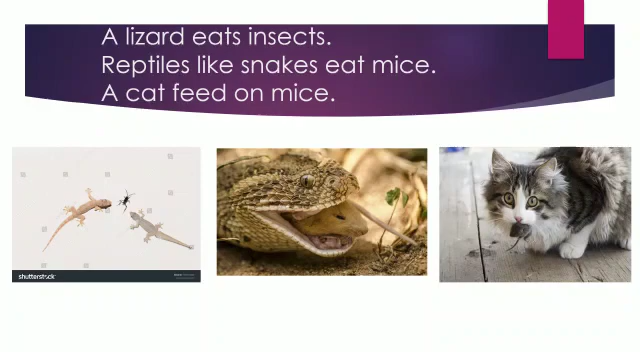 A lizard eats insects.
Reptiles like snakes eat mice.
A cat feed on mice.
shutterstock